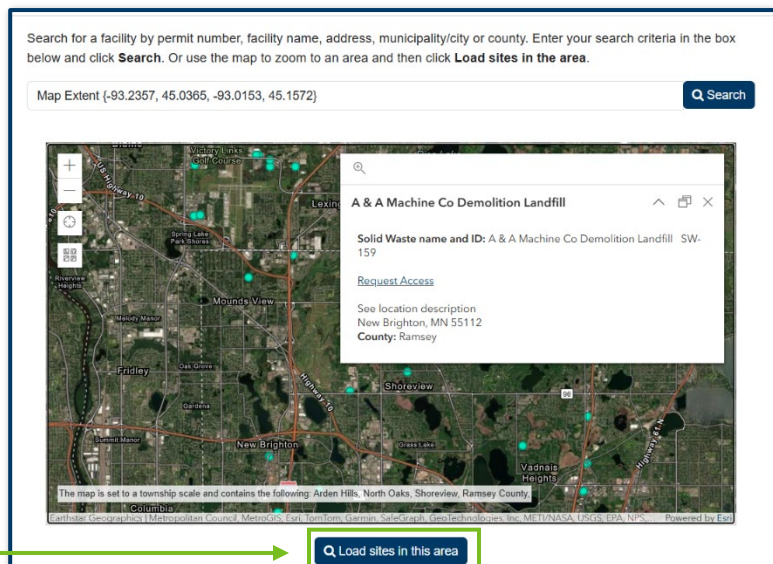 Search for a facility by permit number, facility name, address, municipality/city or county. Enter your search criteria in the box
below and click Search. Or use the map to zoom to an area and then click Load sites in the area.
Map Extent {-93.2357, 45.0365, -93.0153, 45.1572}
Search
Blaine
Victory Links
Golf Course
US Highway 10
Lexing
A & A Machine Co Demolition Landfill
Spring Lake
Park Shores
Solid Waste name and ID: A & A Machine Co Demolition Landfill SW-
159
Riverview
Heights
Request Access
Mounds View
See location description
New Brighton, MN 55112
County: Ramsey
Melody Manor
Fridley
Oak Grove
Highway 10
Shoreview
96
Gardena
Summit Manor
New Brighton
Grass Lake
Highway 61 N
Vadnais
Heights
The map is set to a township scale and contains the following: Arden Hills, North Oaks, Shoreview, Ramsey County,
Columbia
Earthstar Geographics | Metropolitan Council, MetroGIS, Esri, TomTom, Garmin, SafeGraph, GeoTechnologies, Inc, METI/NASA, USGS, EPA, NPS,... Powered by Esri
Load sites in this area